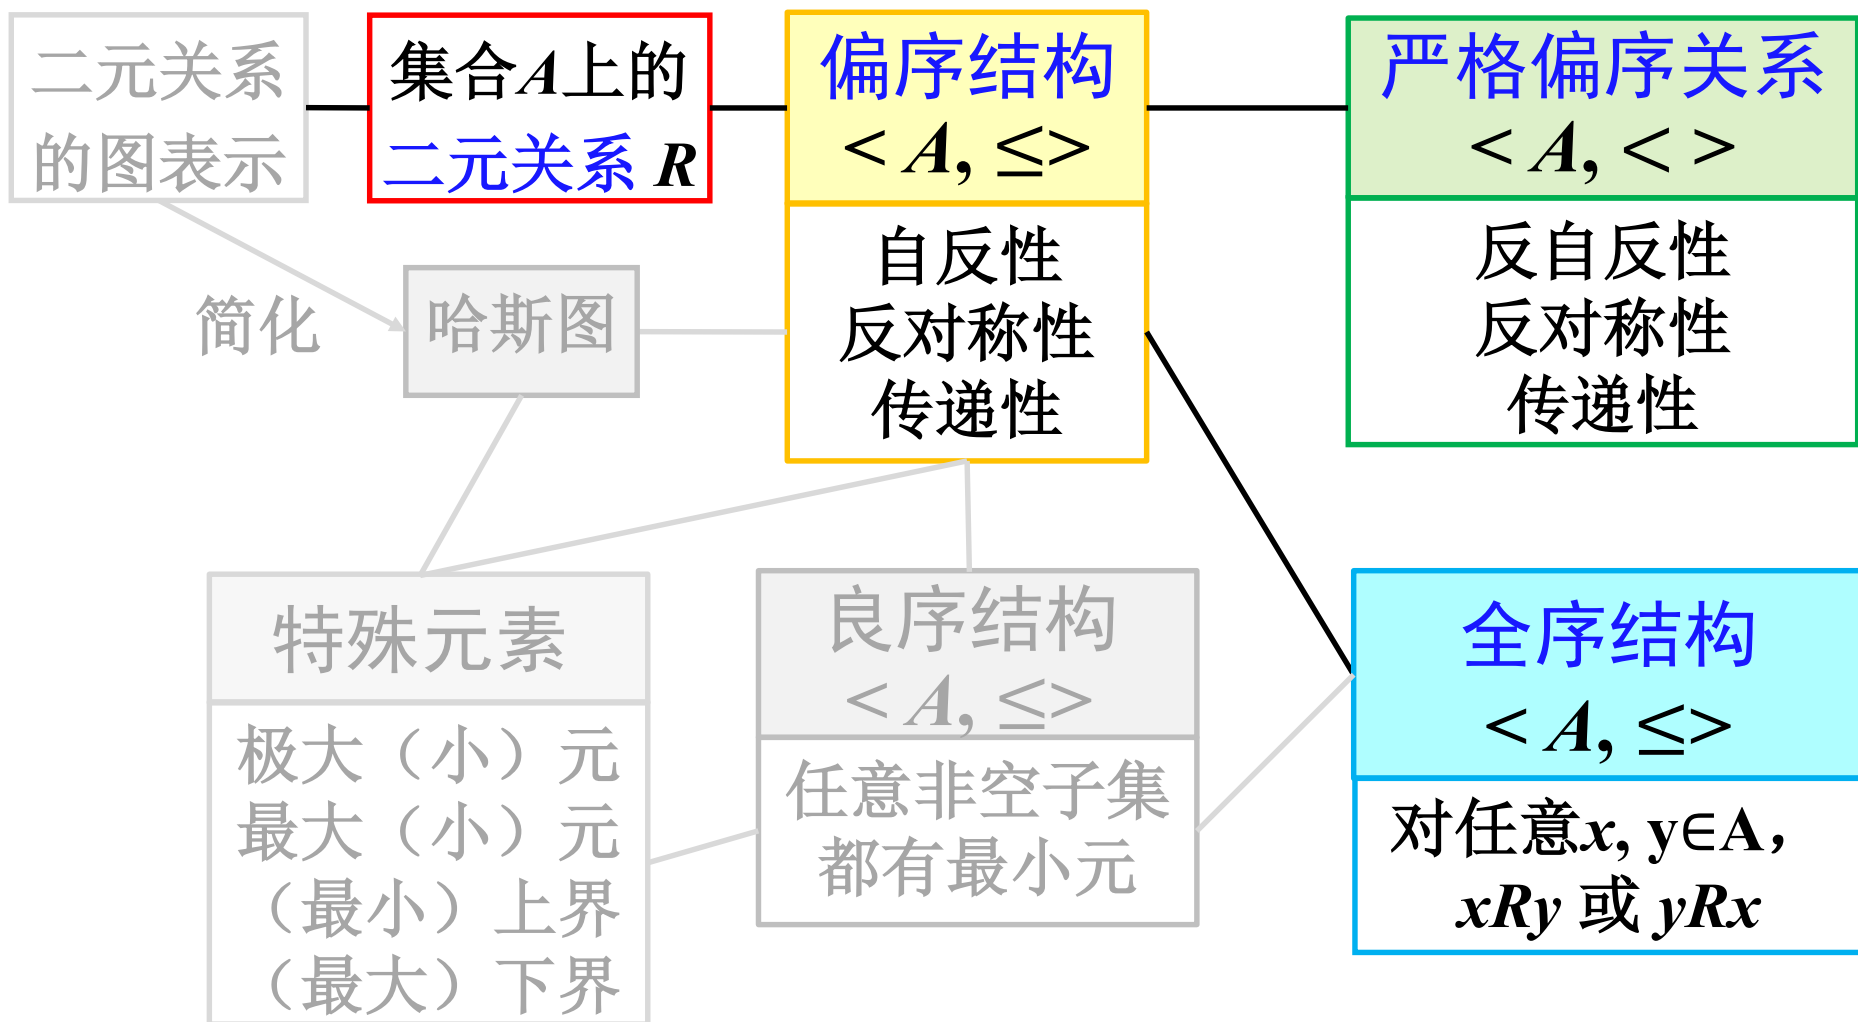 二元关系
的图表示
集合A上的
二元关系 R
偏序结构
< A, ≤>
自反性
反对称性
传递性
严格偏序关系
< A, < >
反自反性
反对称性
传递性
简化
哈斯图
特殊元素
极大（小）元
最大（小）元
（最小）上界
（最大）下界
良序结构
< A, ≤>
任意非空子集
都有最小元
全序结构
< A, ≤>
对任意x, y∈A，
xRy 或 yRx